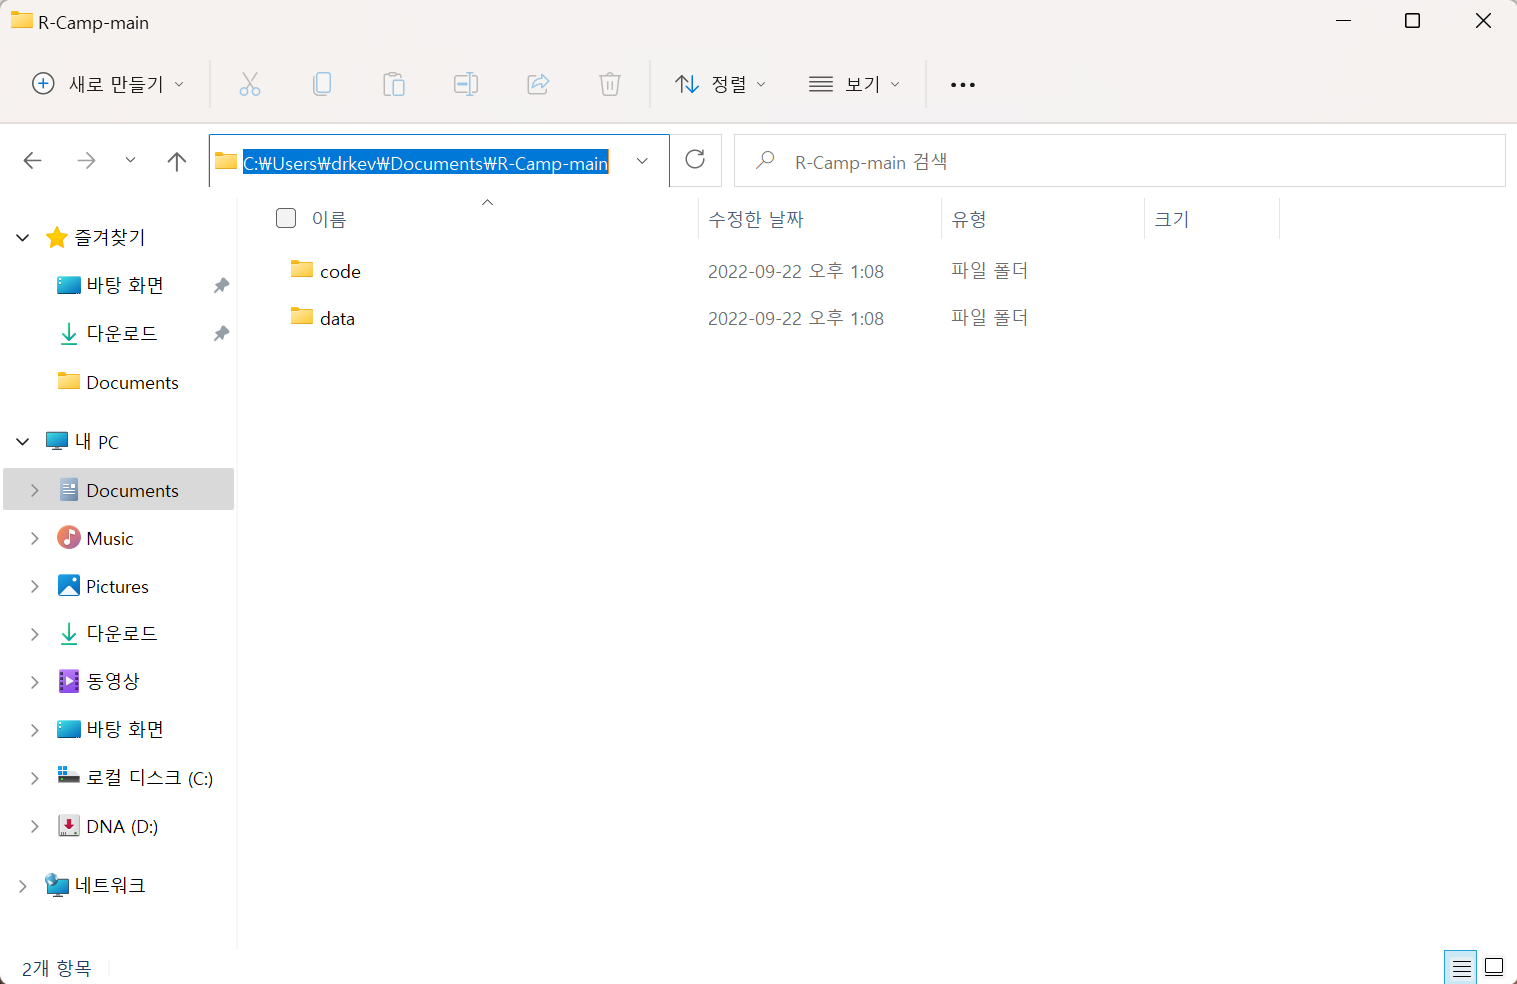 R-Camp-main
새로 만들기
정렬
보기
C:₩Users₩drkev₩Documents₩R-Camp-main
R-Camp-main 검색
이름 수정한 날짜 유형 크기
code 2022-09-22 오후 1:08 파일 폴더
data 2022-09-22 오후 1:08 파일 폴더
즐겨찾기
바탕 화면
다운로드
Documents
내 PC
Documents
Music
Pictures
다운로드
동영상
바탕 화면
로컬 디스크 (C:)
DNA (D:)
네트워크
2개 항목